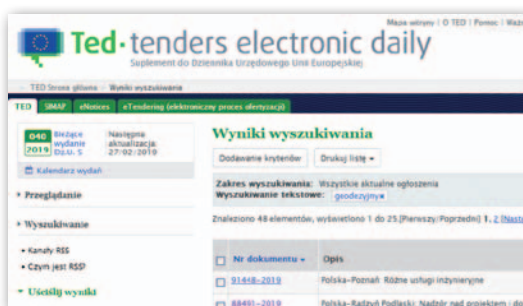 Mapa witryny | O TED | Pomoc |
Ted·tenders electronic daily
Suplement do Dziennika Urzędowego Unii Europejskiej
TED Strona główna Wyniki wyszukiwania
TED SIMAP eNotices eTendering (elektroniczny proces ofertyzacji)
040 2019
Bieżące wydanie Dz.U. S
Następna aktualizacja: 27/02/2019
Kalendarz wydań
Przeglądanie
Wyszukiwanie
Kanały RSS
Czym jest RSS?
Uściślij wyniki
Wyniki wyszukiwania
Dodawanie kryteriów Drukuj listę
Zakres wyszukiwania: Wszystkie aktualne ogłoszenia
Wyszukiwanie tekstowe: geodezyjny×
Znaleziono 48 elementów, wyświetlono 1 do 25.[Pierwszy/Poprzedni] 1, 2
Nr dokumentu Opis
91448-2019 Polska-Poznań: Różne usługi inżynieryjne
88491-2019 Polska-Radzyń Podlaski: Nadzór nad projektem i